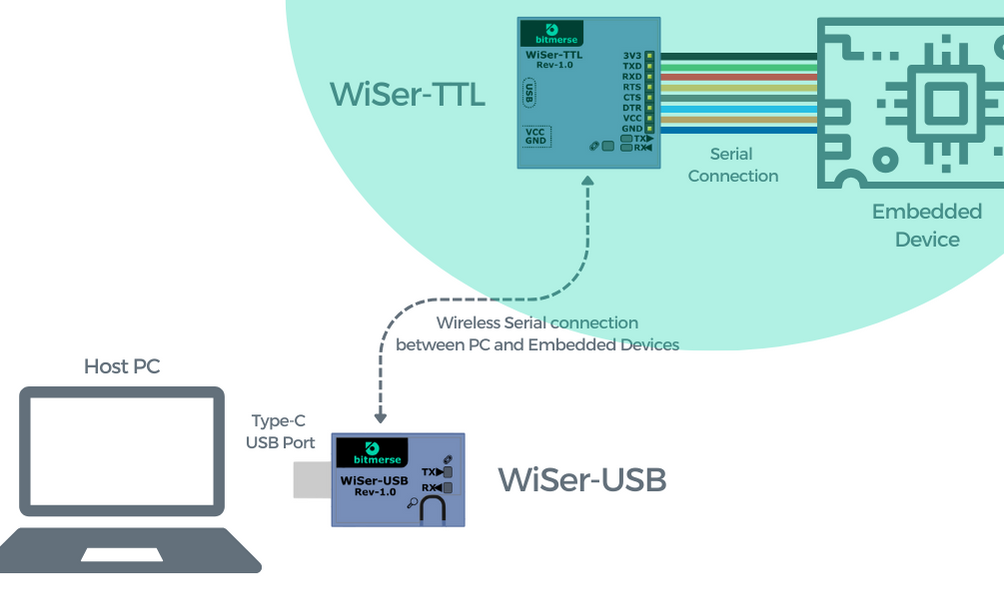 bitmerse
WiSer-TTL
Rev-1.0
USB
VCC
GND
3V3
TXD
RXD
RTS
CTS
DTR
VCC
GND
TX
RX
WiSer-TTL
Serial
Connection
Embedded
Device
Wireless Serial connection
between PC and Embedded Devices
Host PC
Type-C
USB Port
bitmerse
WiSer-USB
Rev-1.0
TX
RX
WiSer-USB